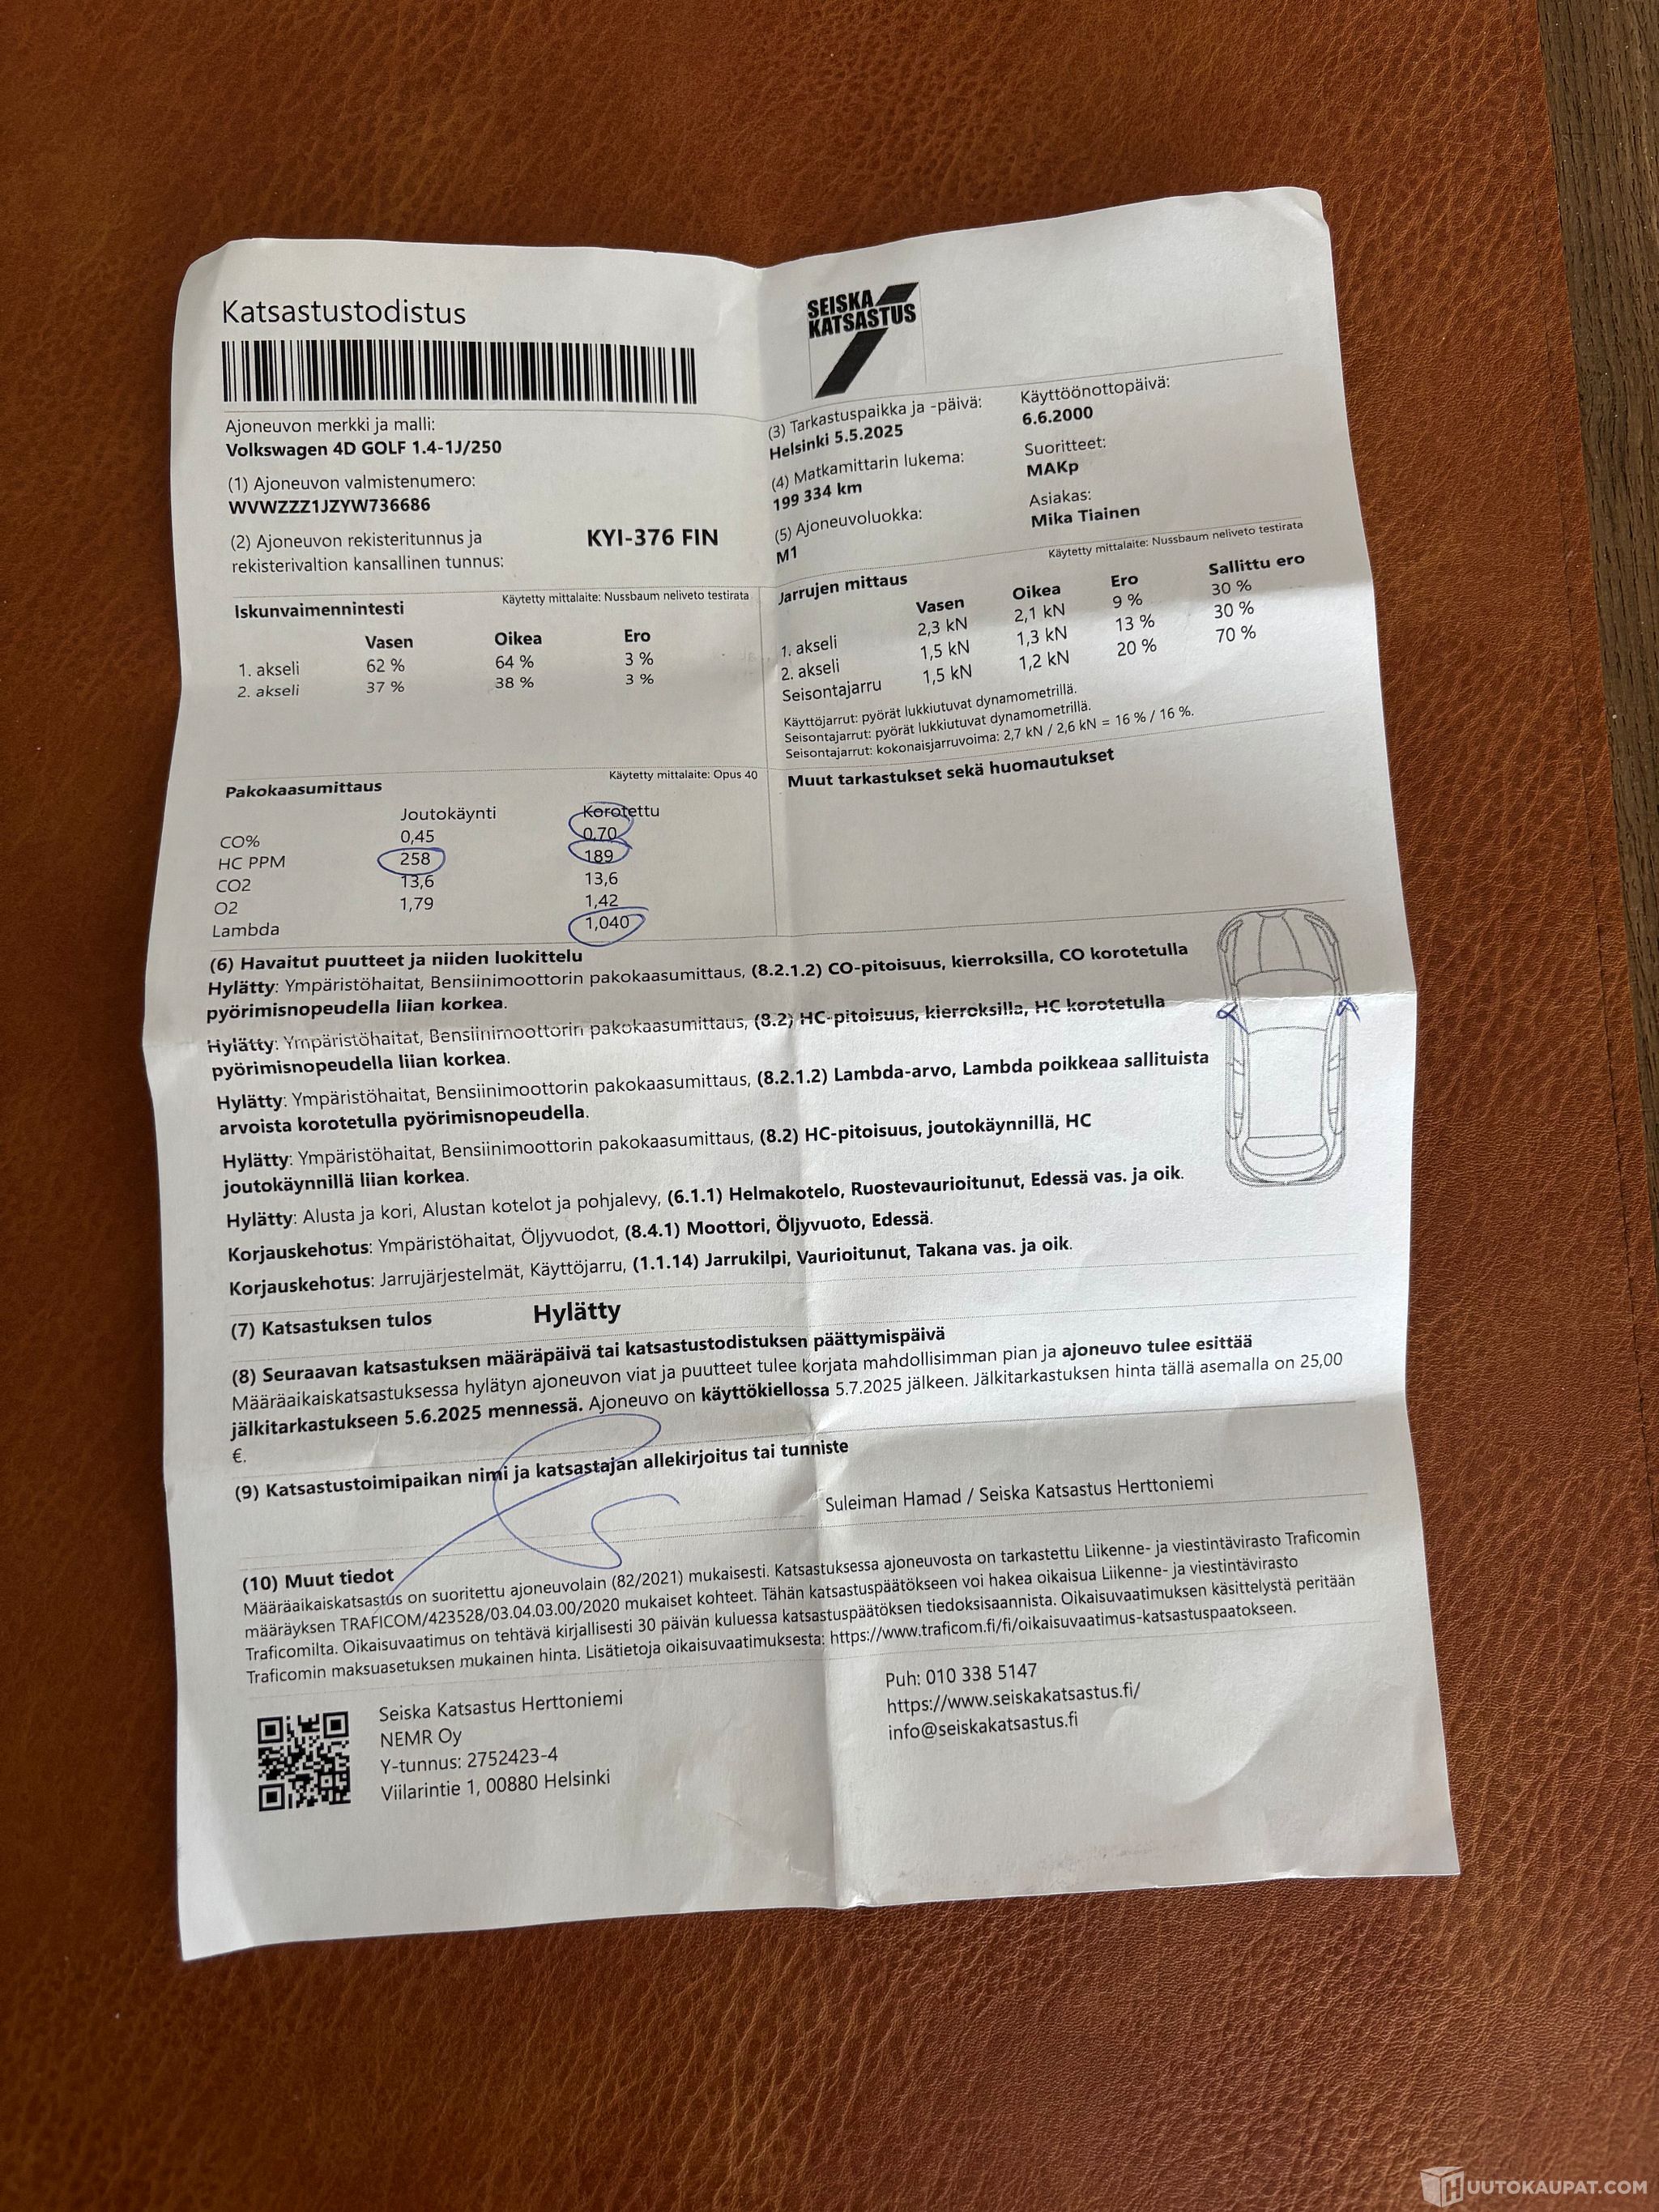 Katsastustodistus
SEISKA
KATSASTUS
Ajoneuvon merkki ja malli:
Volkswagen 4D GOLF 1.4-1J/250
(1) Ajoneuvon valmistenumero:
WVWZZZ1JZYW736686
(2) Ajoneuvon rekisteritunnus ja
rekisterivaltion kansallinen tunnus:
KYI-376 FIN
(3) Tarkastuspaikka ja -päivä:
Helsinki 5.5.2025
(4) Matkamittarin lukema:
199 334 km
(5) Ajoneuvoluokka:
M1
Käyttöönottopäivä:
6.6.2000
Suoritteet:
MAKp
Asiakas:
Mika Tiainen
Iskunvaimennintesti
Käytetty mittalaite: Nussbaum neliveto testirata
Vasen Oikea Ero
1. akseli 62 % 64 % 3 %
2. akseli 37 % 38 % 3 %
Jarrujen mittaus
Käytetty mittalaite: Nussbaum neliveto testirata
Vasen Oikea Ero Sallittu ero
1. akseli 2,3 kN 2,1 kN 9 % 30 %
2. akseli 1,5 kN 1,3 kN 13 % 30 %
Seisontajarru 1,5 kN 1,2 kN 20 % 70 %
Käyttöjarrut: pyörät lukkiutuvat dynamometrillä.
Seisontajarrut: pyörät lukkiutuvat dynamometrillä.
Seisontajarrut: kokonaisjarruvoima: 2,7 kN / 2,6 kN = 16 % / 16 %.
Pakokaasumittaus
Käytetty mittalaite: Opus 40
Joutokäynti Korotettu
CO% 0,45 0,70
HC PPM 258 189
CO2 13,6 13,6
O2 1,79 1,42
Lambda 1,040
Muut tarkastukset sekä huomautukset
(6) Havaitut puutteet ja niiden luokittelu
Hylätty: Ympäristöhaitat, Bensiinimoottorin pakokaasumittaus, (8.2.1.2) CO-pitoisuus, kierroksilla, CO korotetulla
pyörimisnopeudella liian korkea.
Hylätty: Ympäristöhaitat, Bensiinimoottorin pakokaasumittaus, (8.2) HC-pitoisuus, kierroksilla, HC korotetulla
pyörimisnopeudella liian korkea.
Hylätty: Ympäristöhaitat, Bensiinimoottorin pakokaasumittaus, (8.2.1.2) Lambda-arvo, Lambda poikkeaa sallituista
arvoista korotetulla pyörimisnopeudella.
Hylätty: Ympäristöhaitat, Bensiinimoottorin pakokaasumittaus, (8.2) HC-pitoisuus, joutokäynnillä, HC
joutokäynnillä liian korkea.
Hylätty: Alusta ja kori, Alustan kotelot ja pohjalevy, (6.1.1) Helmakotelo, Ruostevaurioitunut, Edessä vas. ja oik.
Korjauskehotus: Ympäristöhaitat, Öljyvuodot, (8.4.1) Moottori, Öljyvuoto, Edessä.
Korjauskehotus: Jarrujärjestelmät, Käyttöjarru, (1.1.14) Jarrukilpi, Vaurioitunut, Takana vas. ja oik.
(7) Katsastuksen tulos Hylätty
(8) Seuraavan katsastuksen määräpäivä tai katsastustodistuksen päättymispäivä
Määräaikaiskatsastuksessa hylätyn ajoneuvon viat ja puutteet tulee korjata mahdollisimman pian ja ajoneuvo tulee esittää
jälkitarkastukseen 5.6.2025 mennessä. Ajoneuvo on käyttökiellossa 5.7.2025 jälkeen. Jälkitarkastuksen hinta tällä asemalla on 25,00
€.
(9) Katsastustoimipaikan nimi ja katsastajan allekirjoitus tai tunniste
Suleiman Hamad / Seiska Katsastus Herttoniemi
(10) Muut tiedot
Määräaikaiskatsastus on suoritettu ajoneuvolain (82/2021) mukaisesti. Katsastuksessa ajoneuvosta on tarkastettu Liikenne- ja viestintävirasto Traficomin
määräyksen TRAFICOM/423528/03.04.03.00/2020 mukaiset kohteet. Tähän katsastuspäätökseen voi hakea oikaisua Liikenne- ja viestintävirasto
Traficomilta. Oikaisuvaatimus on tehtävä kirjallisesti 30 päivän kuluessa katsastuspäätöksen tiedoksisaannista. Oikaisuvaatimuksen käsittelystä peritään
Traficomin maksuasetuksen mukainen hinta. Lisätietoja oikaisuvaatimuksesta: https://www.traficom.fi/fi/oikaisuvaatimus-katsastuspaatokseen.
Seiska Katsastus Herttoniemi
NEMR Oy
Y-tunnus: 2752423-4
Viilarintie 1, 00880 Helsinki
Puh: 010 338 5147
https://www.seiskakatsastus.fi/
info@seiskakatsastus.fi
HUUTOKAUPAT.COM